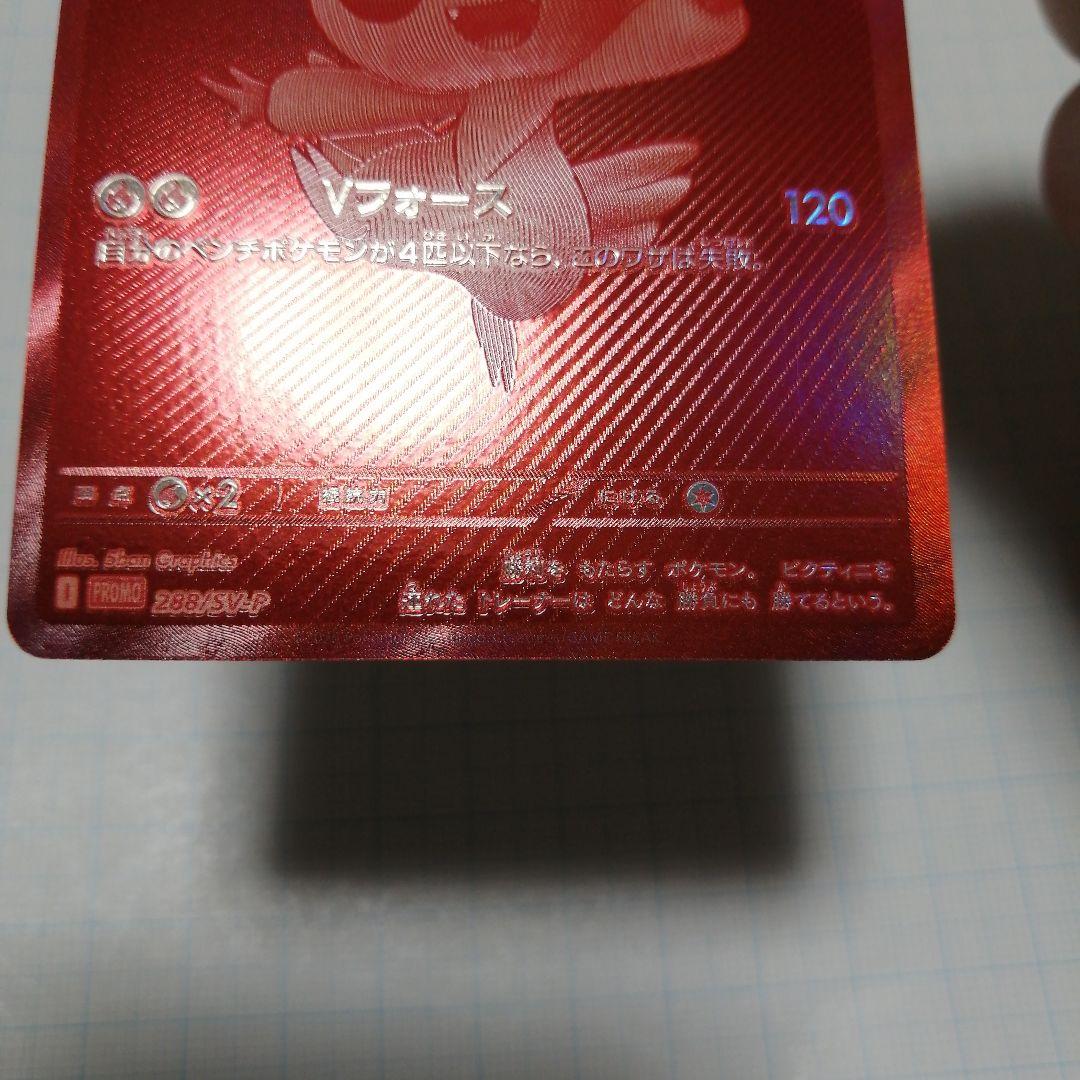 Vフォース 120
自分のベンチポケモンが4匹以下なら、このワザは失敗。
弱点 ×2 抵抗力 にげる
Illus. Shun Graphics
勝利を もたらす ポケモン。 ビクティニを
I PROMO 288/SV-P
連れた トレーナーは どんな 勝負にも 勝てるという。
GAME FREAK